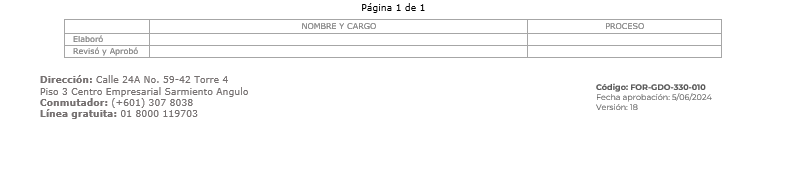 Página 1 de 1
NOMBRE Y CARGO PROCESO
Elaboró
Revisó y Aprobó
Dirección: Calle 24A No. 59-42 Torre 4
Piso 3 Centro Empresarial Sarmiento Angulo
Conmutador: (+601) 307 8038
Línea gratuita: 01 8000 119703
Código: FOR-GDO-330-010
Fecha aprobación: 5/06/2024
Versión: 18